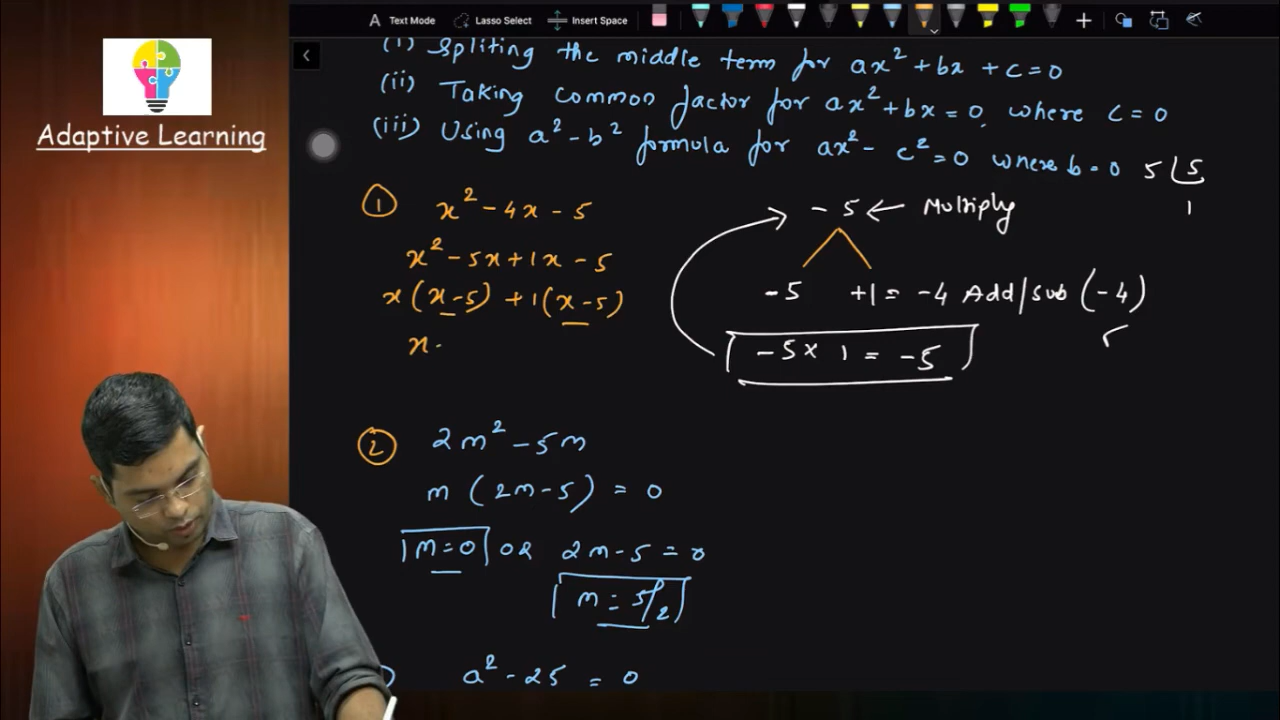 Text Mode Lasso Select Insert Space
Adaptive Learning
(i) Spliting the middle term for ax²+bx+c=0
(ii) Taking common factor for ax²+bx=0, where c=0
(iii) Using a²-b² formula for ax²-c²=0 where b=0
5 5
1
① x²-4x-5
x²-5x+1x-5
x(x-5)+1(x-5)
x-
-5 ← Multiply
-5 +1 = -4 Add/Sub (-4)
-5 × 1 = -5
② 2m²-5m
m(2m-5) = 0
m=0 or 2m-5=0
m=5/2
a²-25 = 0